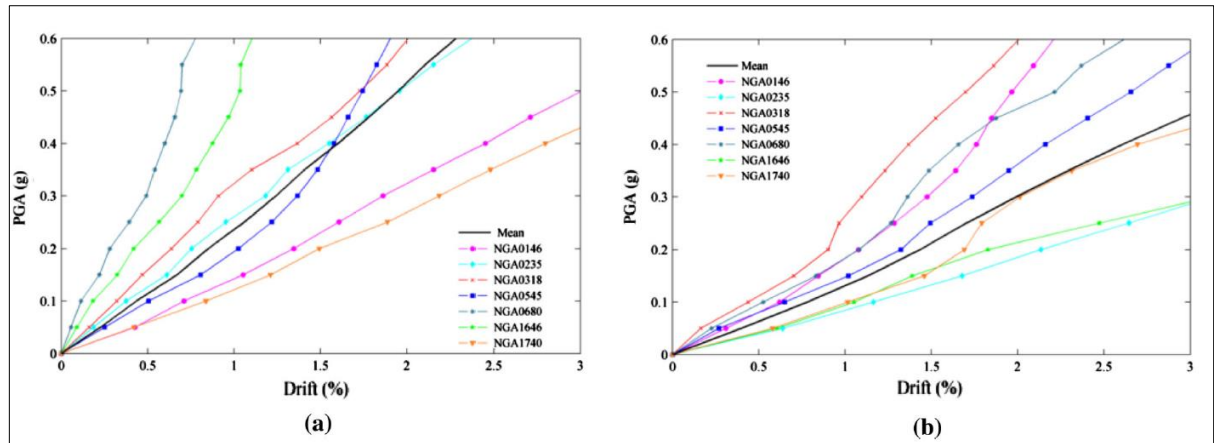 0.6
0.5
0.4
0.3
0.2
0.1
0
PGA (g)
Mean
NGA0146
NGA0235
NGA0318
NGA0545
NGA0680
NGA1646
NGA1740
0 0.5 1 1.5 2 2.5 3
Drift (%)
(a)
0.6
0.5
0.4
0.3
0.2
0.1
0
PGA (g)
Mean
NGA0146
NGA0235
NGA0318
NGA0545
NGA0680
NGA1646
NGA1740
0 0.5 1 1.5 2 2.5 3
Drift (%)
(b)